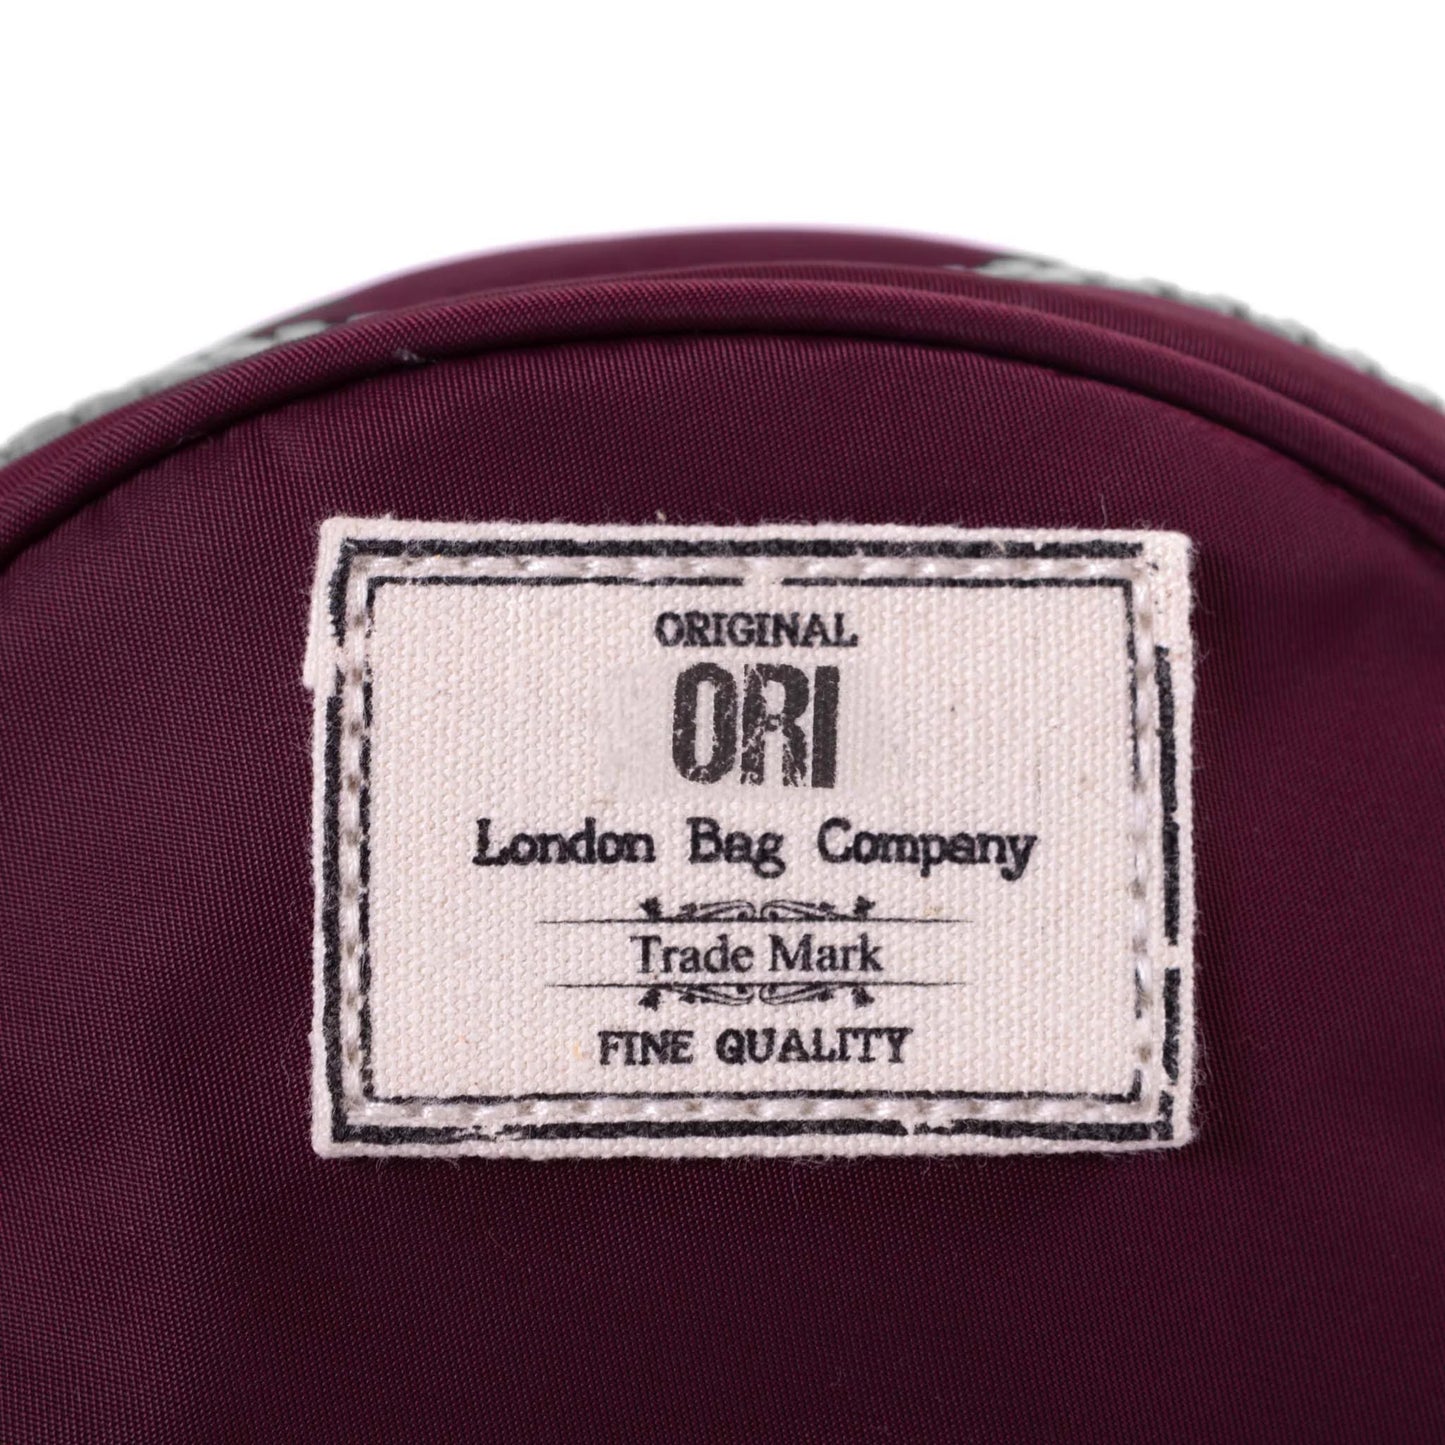 ORIGINAL
ORI
London Bag Company
Trade Mark
FINE QUALITY